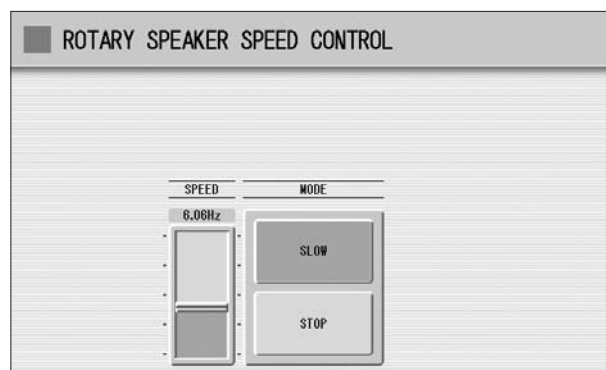 ROTARY SPEAKER SPEED CONTROL
SPEED MODE
6.06Hz
SLOW
STOP